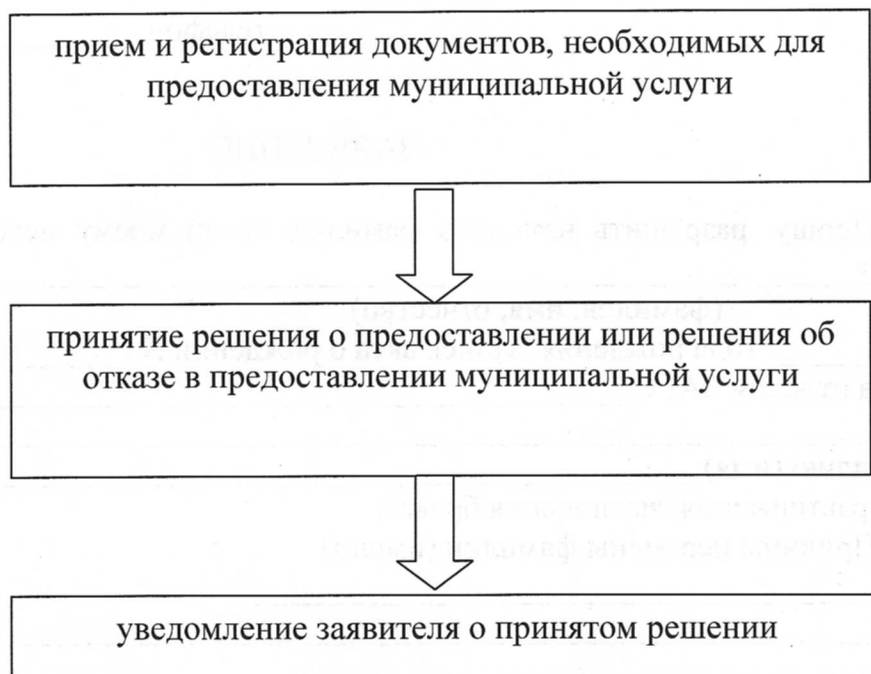 прием и регистрация документов, необходимых для
предоставления муниципальной услуги
принятие решения о предоставлении или решения об
отказе в предоставлении муниципальной услуги
уведомление заявителя о принятом решении